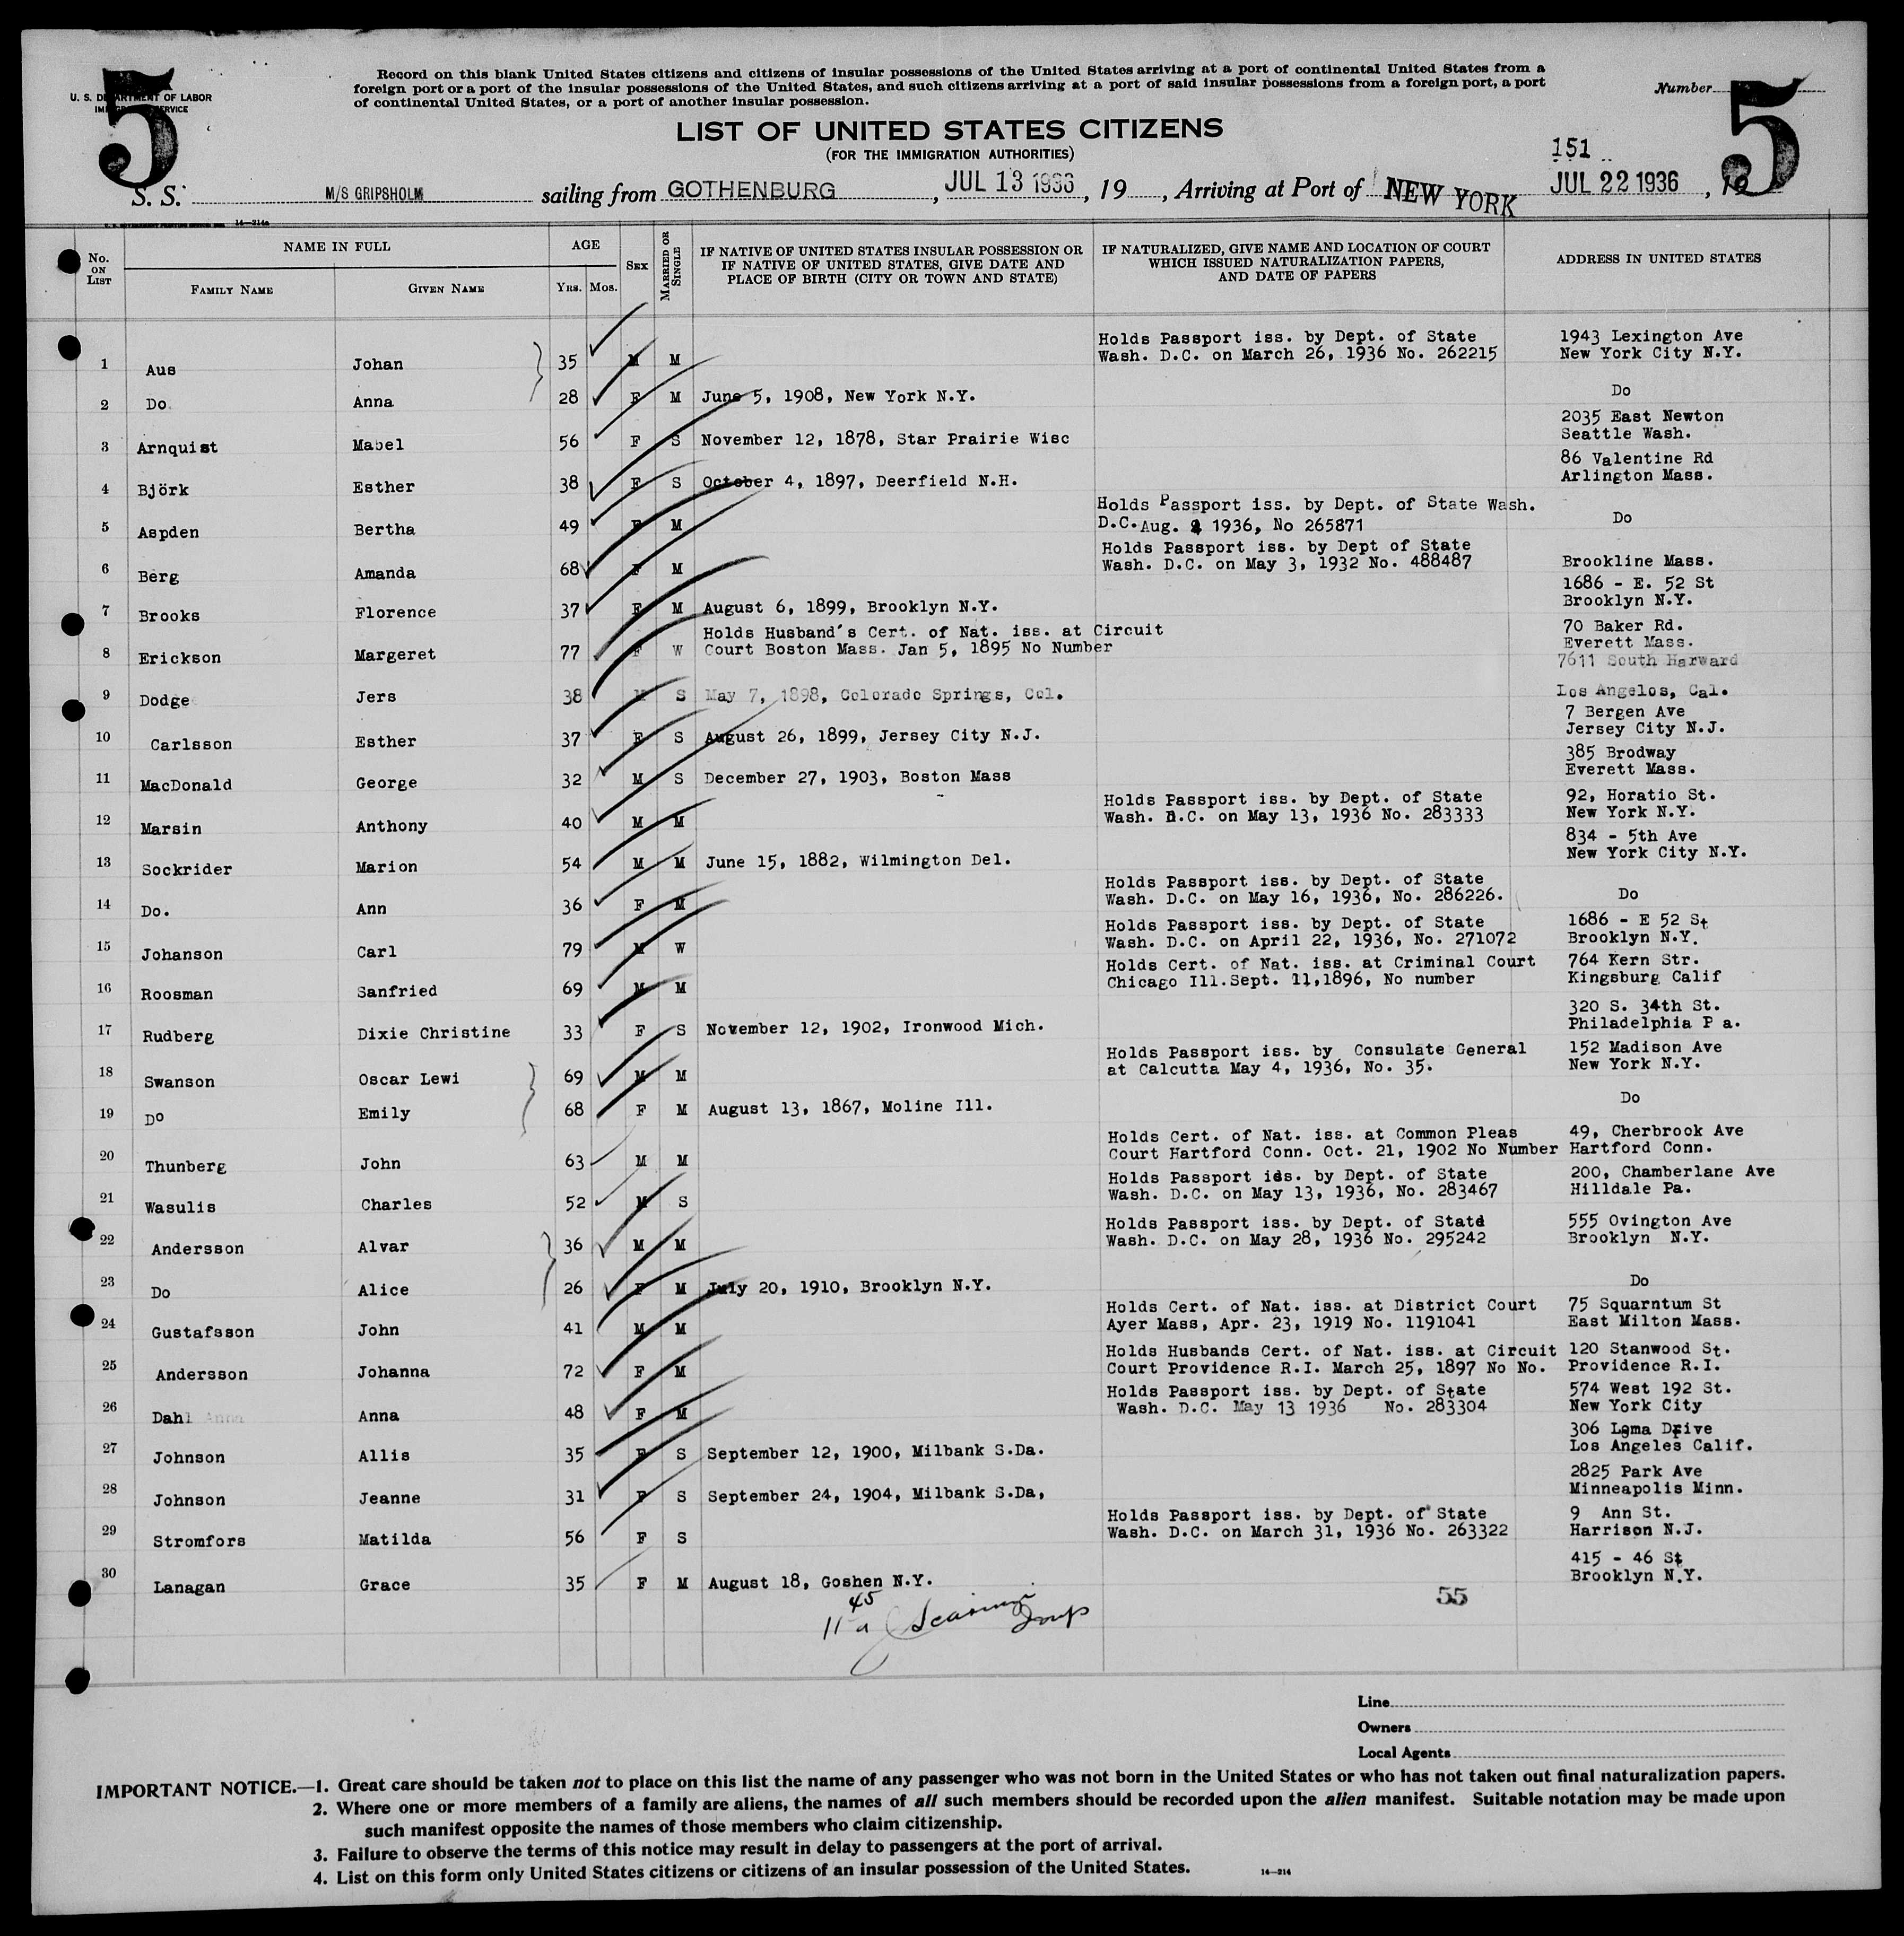 5
U. S. DEPARTMENT OF LABOR
IMMIGRATION SERVICE
Record on this blank United States citizens and citizens of insular possessions of the United States arriving at a port of continental United States from a
foreign port or a port of the insular possessions of the United States, and such citizens arriving at a port of said insular possessions from a foreign port, a port
of continental United States, or a port of another insular possession.
Number
5
LIST OF UNITED STATES CITIZENS
(FOR THE IMMIGRATION AUTHORITIES)
151
S. S. M/S GRIPSHOLM sailing from GOTHENBURG, JUL 13 1936, 19, Arriving at Port of NEW YORK JUL 22 1936, 19
14—214a
No. ON LIST
NAME IN FULL
FAMILY NAME
GIVEN NAME
AGE
YRS. MOS.
SEX
MARRIED OR SINGLE
IF NATIVE OF UNITED STATES INSULAR POSSESSION OR
IF NATIVE OF UNITED STATES, GIVE DATE AND
PLACE OF BIRTH (CITY OR TOWN AND STATE)
IF NATURALIZED, GIVE NAME AND LOCATION OF COURT
WHICH ISSUED NATURALIZATION PAPERS,
AND DATE OF PAPERS
ADDRESS IN UNITED STATES
Holds Passport iss. by Dept. of State 1943 Lexington Ave
1 Aus Johan 35 M M Wash. D.C. on March 26, 1936 No. 262215 New York City N.Y.
2 Do. Anna 28 F M June 5, 1908, New York N.Y. Do
2035 East Newton
3 Arnquist Mabel 56 F S November 12, 1878, Star Prairie Wisc Seattle Wash.
86 Valentine Rd
4 Björk Esther 38 F S October 4, 1897, Deerfield N.H. Arlington Mass.
Holds Passport iss. by Dept. of State Wash.
5 Aspden Bertha 49 F M D.C. Aug. 2 1936, No 265871 Do
Holds Passport iss. by Dept of State
6 Berg Amanda 68 F M Wash. D.C. on May 3, 1932 No. 488487 Brookline Mass.
1686 - E. 52 St
7 Brooks Florence 37 F M August 6, 1899, Brooklyn N.Y. Brooklyn N.Y.
Holds Husband's Cert. of Nat. iss. at Circuit 70 Baker Rd.
8 Erickson Margeret 77 F W Court Boston Mass. Jan 5, 1895 No Number Everett Mass.
7611 South Harward
9 Dodge Jers 38 M S May 7, 1898, Colorado Springs, Col. Los Angelos, Cal.
7 Bergen Ave
10 Carlsson Esther 37 F S August 26, 1899, Jersey City N.J. Jersey City N.J.
385 Brodway
11 MacDonald George 32 M S December 27, 1903, Boston Mass Everett Mass.
Holds Passport iss. by Dept. of State 92, Horatio St.
12 Marsin Anthony 40 M M Wash. D.C. on May 13, 1936 No. 283333 New York N.Y.
834 - 5th Ave
13 Sockrider Marion 54 M M June 15, 1882, Wilmington Del. New York City N.Y.
Holds Passport iss. by Dept. of State
14 Do. Ann 36 F M Wash. D.C. on May 16, 1936, No. 286226. Do
Holds Passport iss. by Dept. of State 1686 - E 52 St
15 Johanson Carl 79 M W Wash. D.C. on April 22, 1936, No. 271072 Brooklyn N.Y.
Holds Cert. of Nat. iss. at Criminal Court 764 Kern Str.
16 Roosman Sanfried 69 M M Chicago Ill.Sept. 11,1896, No number Kingsburg Calif
320 S. 34th St.
17 Rudberg Dixie Christine 33 F S November 12, 1902, Ironwood Mich. Philadelphia P a.
Holds Passport iss. by Consulate General 152 Madison Ave
18 Swanson Oscar Lewi 69 M M at Calcutta May 4, 1936, No. 35. New York N.Y.
19 Do Emily 68 F M August 13, 1867, Moline Ill. Do
Holds Cert. of Nat. iss. at Common Pleas 49, Cherbrook Ave
20 Thunberg John 63 M M Court Hartford Conn. Oct. 21, 1902 No Number Hartford Conn.
Holds Passport iss. by Dept. of State 200, Chamberlane Ave
21 Wasulis Charles 52 M S Wash. D.C. on May 13, 1936, No. 283467 Hilldale Pa.
Holds Passport iss. by Dept. of State 555 Ovington Ave
22 Andersson Alvar 36 M M Wash. D.C. on May 28, 1936 No. 295242 Brooklyn N.Y.
23 Do Alice 26 F M July 20, 1910, Brooklyn N.Y. Do
Holds Cert. of Nat. iss. at District Court 75 Squarntum St
24 Gustafsson John 41 M M Ayer Mass, Apr. 23, 1919 No. 1191041 East Milton Mass.
Holds Husbands Cert. of Nat. iss. at Circuit 120 Stanwood St.
25 Andersson Johanna 72 F M Court Providence R.I. March 25, 1897 No No. Providence R.I.
Holds Passport iss. by Dept. of State 574 West 192 St.
26 Dahl Anna Anna 48 F M Wash. D.C. May 13 1936 No. 283304 New York City
306 Loma Drive
27 Johnson Allis 35 F S September 12, 1900, Milbank S.Da. Los Angeles Calif.
2825 Park Ave
28 Johnson Jeanne 31 F S September 24, 1904, Milbank S.Da, Minneapolis Minn.
Holds Passport iss. by Dept. of State 9 Ann St.
29 Stromfors Matilda 56 F S Wash. D.C. on March 31, 1936 No. 263322 Harrison N.J.
415 - 46 St
30 Lanagan Grace 35 F M August 18, Goshen N.Y. Brooklyn N.Y.
55
11 45 a
Line
Owners
Local Agents
IMPORTANT NOTICE.—1. Great care should be taken not to place on this list the name of any passenger who was not born in the United States or who has not taken out final naturalization papers.
2. Where one or more members of a family are aliens, the names of all such members should be recorded upon the alien manifest. Suitable notation may be made upon
such manifest opposite the names of those members who claim citizenship.
3. Failure to observe the terms of this notice may result in delay to passengers at the port of arrival.
4. List on this form only United States citizens or citizens of an insular possession of the United States.
14—214